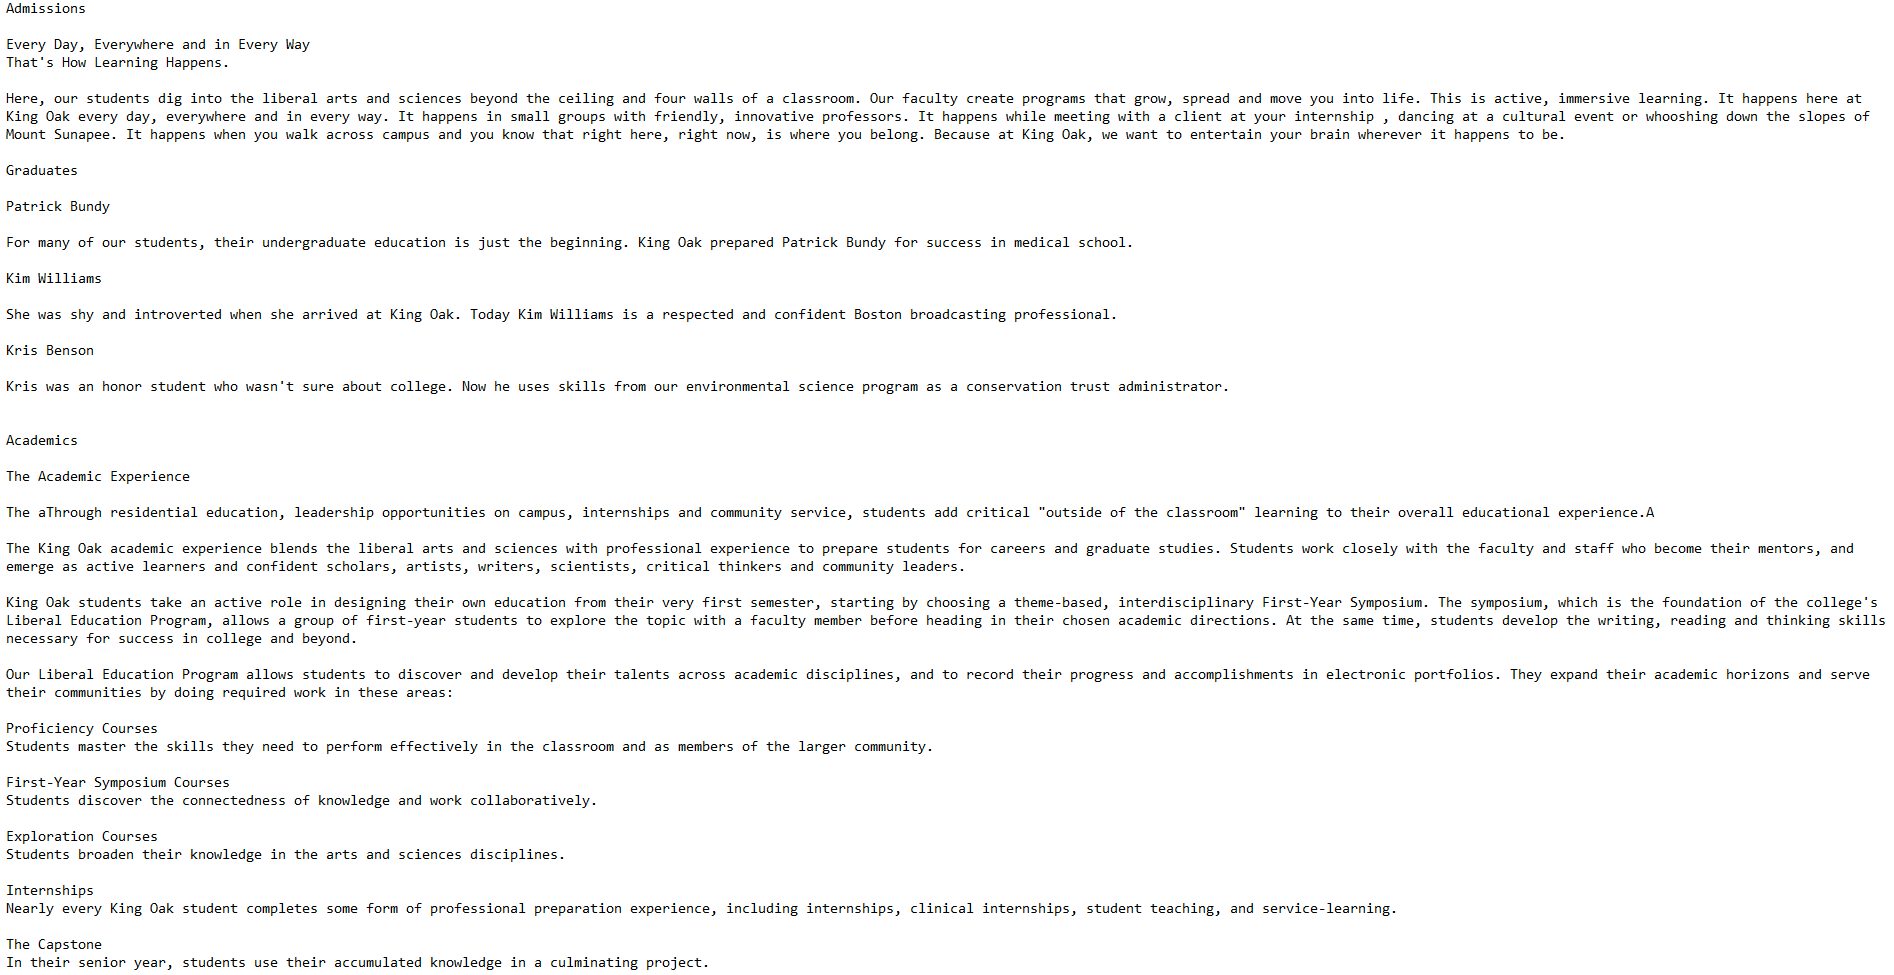 Admissions
Every Day, Everywhere and in Every Way
That's How Learning Happens.
Here, our students dig into the liberal arts and sciences beyond the ceiling and four walls of a classroom. Our faculty create programs that grow, spread and move you into life. This is active, immersive learning. It happens here at
King Oak every day, everywhere and in every way. It happens in small groups with friendly, innovative professors. It happens while meeting with a client at your internship , dancing at a cultural event or whooshing down the slopes of
Mount Sunapee. It happens when you walk across campus and you know that right here, right now, is where you belong. Because at King Oak, we want to entertain your brain wherever it happens to be.
Graduates
Patrick Bundy
For many of our students, their undergraduate education is just the beginning. King Oak prepared Patrick Bundy for success in medical school.
Kim Williams
She was shy and introverted when she arrived at King Oak. Today Kim Williams is a respected and confident Boston broadcasting professional.
Kris Benson
Kris was an honor student who wasn't sure about college. Now he uses skills from our environmental science program as a conservation trust administrator.
Academics
The Academic Experience
The aThrough residential education, leadership opportunities on campus, internships and community service, students add critical "outside of the classroom" learning to their overall educational experience.A
The King Oak academic experience blends the liberal arts and sciences with professional experience to prepare students for careers and graduate studies. Students work closely with the faculty and staff who become their mentors, and
emerge as active learners and confident scholars, artists, writers, scientists, critical thinkers and community leaders.
King Oak students take an active role in designing their own education from their very first semester, starting by choosing a theme-based, interdisciplinary First-Year Symposium. The symposium, which is the foundation of the college's
Liberal Education Program, allows a group of first-year students to explore the topic with a faculty member before heading in their chosen academic directions. At the same time, students develop the writing, reading and thinking skills
necessary for success in college and beyond.
Our Liberal Education Program allows students to discover and develop their talents across academic disciplines, and to record their progress and accomplishments in electronic portfolios. They expand their academic horizons and serve
their communities by doing required work in these areas:
Proficiency Courses
Students master the skills they need to perform effectively in the classroom and as members of the larger community.
First-Year Symposium Courses
Students discover the connectedness of knowledge and work collaboratively.
Exploration Courses
Students broaden their knowledge in the arts and sciences disciplines.
Internships
Nearly every King Oak student completes some form of professional preparation experience, including internships, clinical internships, student teaching, and service-learning.
The Capstone
In their senior year, students use their accumulated knowledge in a culminating project.